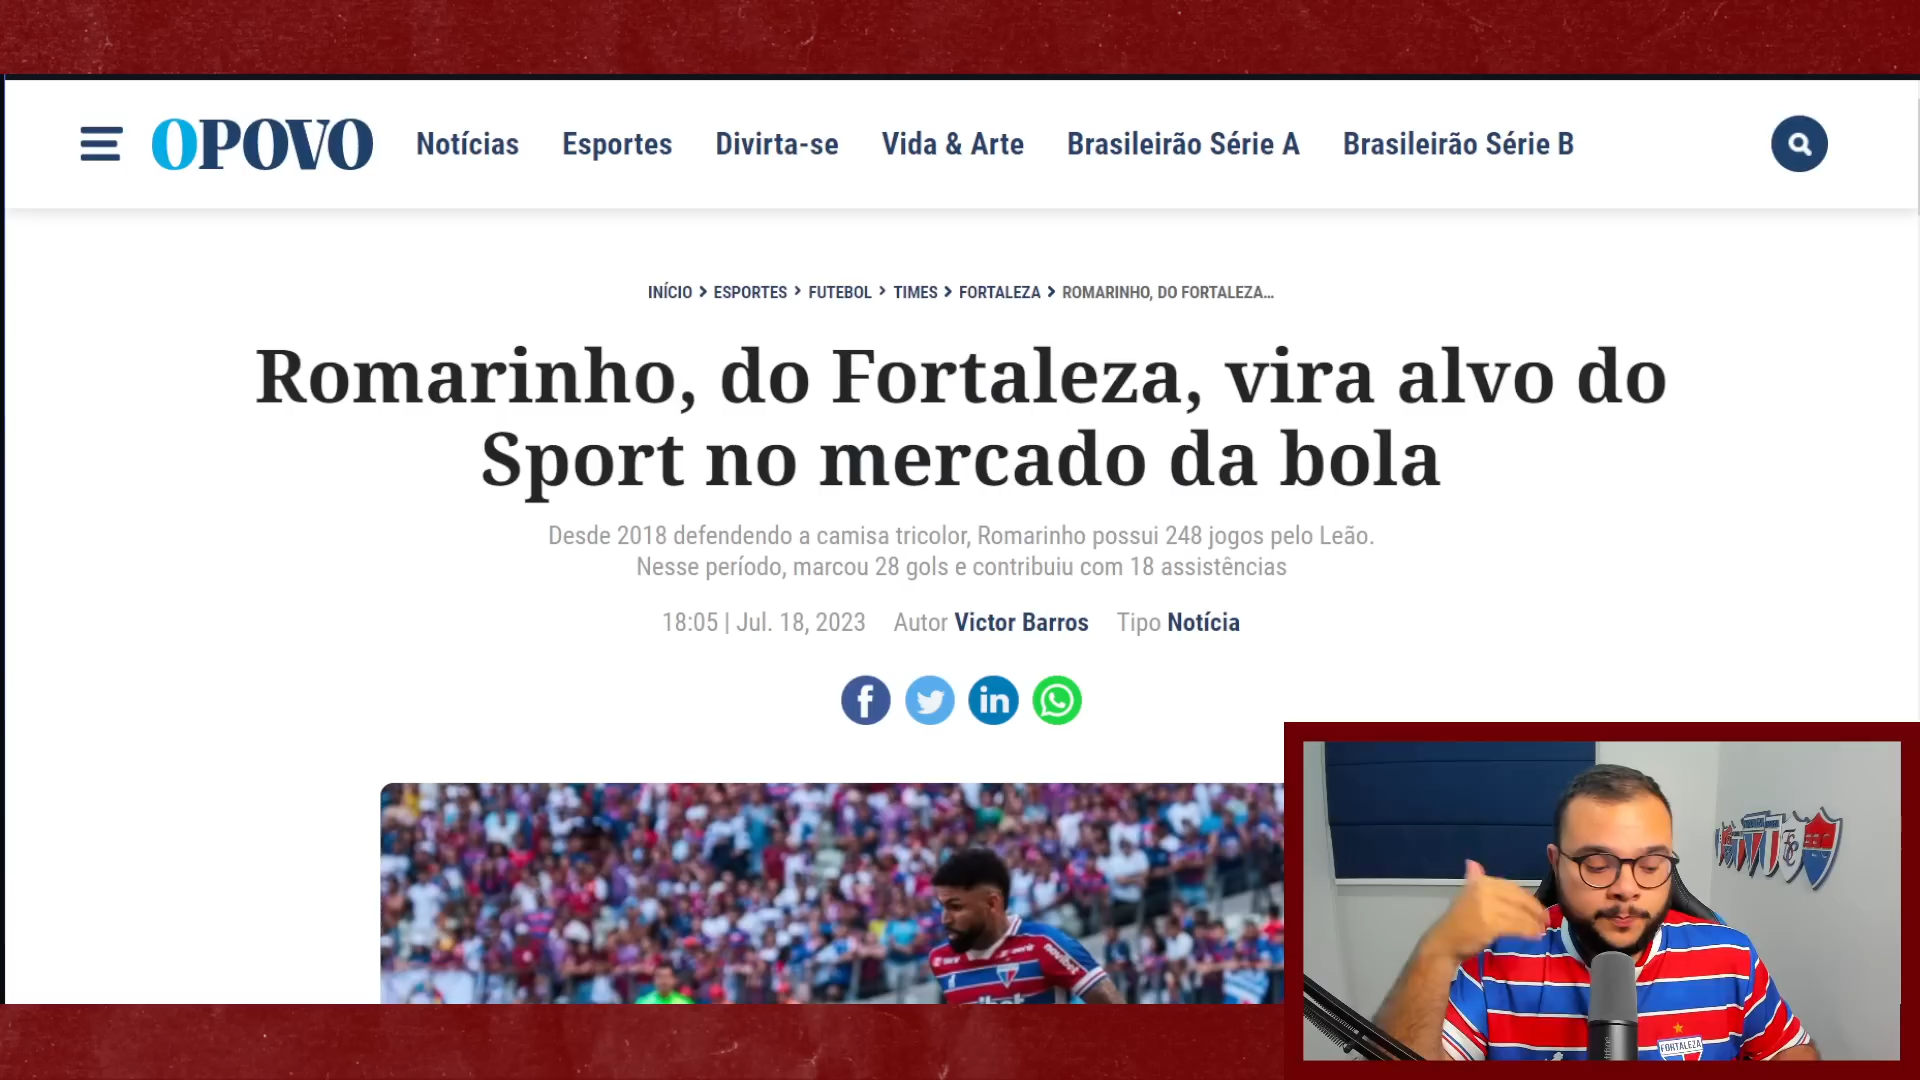 OPOVO
Notícias
Esportes
Divirta-se
Vida & Arte
Brasileirão Série A
Brasileirão Série B
INÍCIO > ESPORTES > FUTEBOL > TIMES > FORTALEZA > ROMARINHO, DO FORTALEZA...
Romarinho, do Fortaleza, vira alvo do
Sport no mercado da bola
Desde 2018 defendendo a camisa tricolor, Romarinho possui 248 jogos pelo Leão.
Nesse período, marcou 28 gols e contribuiu com 18 assistências
18:05 | Jul. 18, 2023 Autor Victor Barros Tipo Notícia
novibet
FORTALEZA